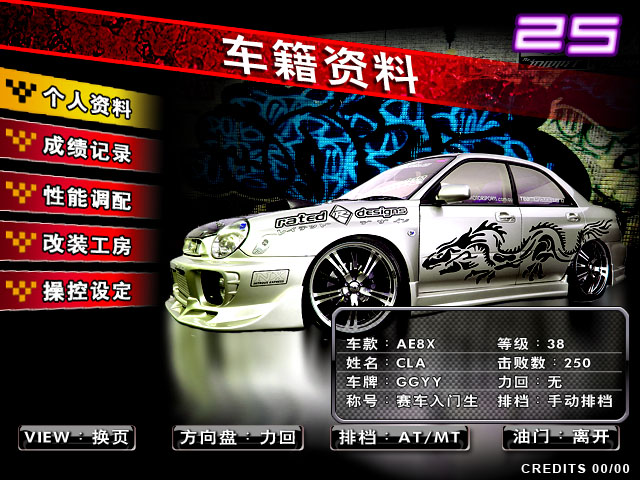 25
车籍资料
个人资料
成绩记录
性能调配
改装工房
操控设定
rated R designs
车款：AE8X 等级：38
姓名：CLA 击败数：250
车牌：GGYY 力回：无
称号：赛车入门生 排档：手动排档
VIEW：换页 方向盘：力回 排档：AT/MT 油门：离开
CREDITS 00/00